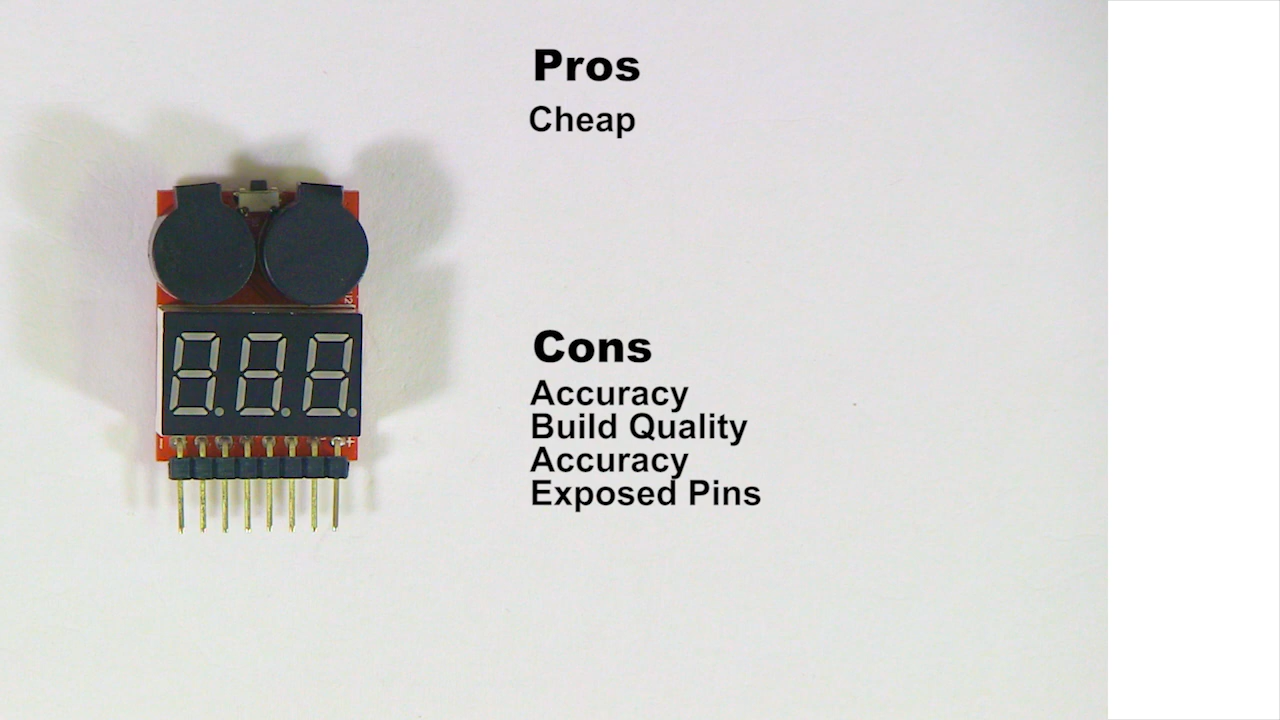 Pros
Cheap
Cons
Accuracy
Build Quality
Accuracy
Exposed Pins